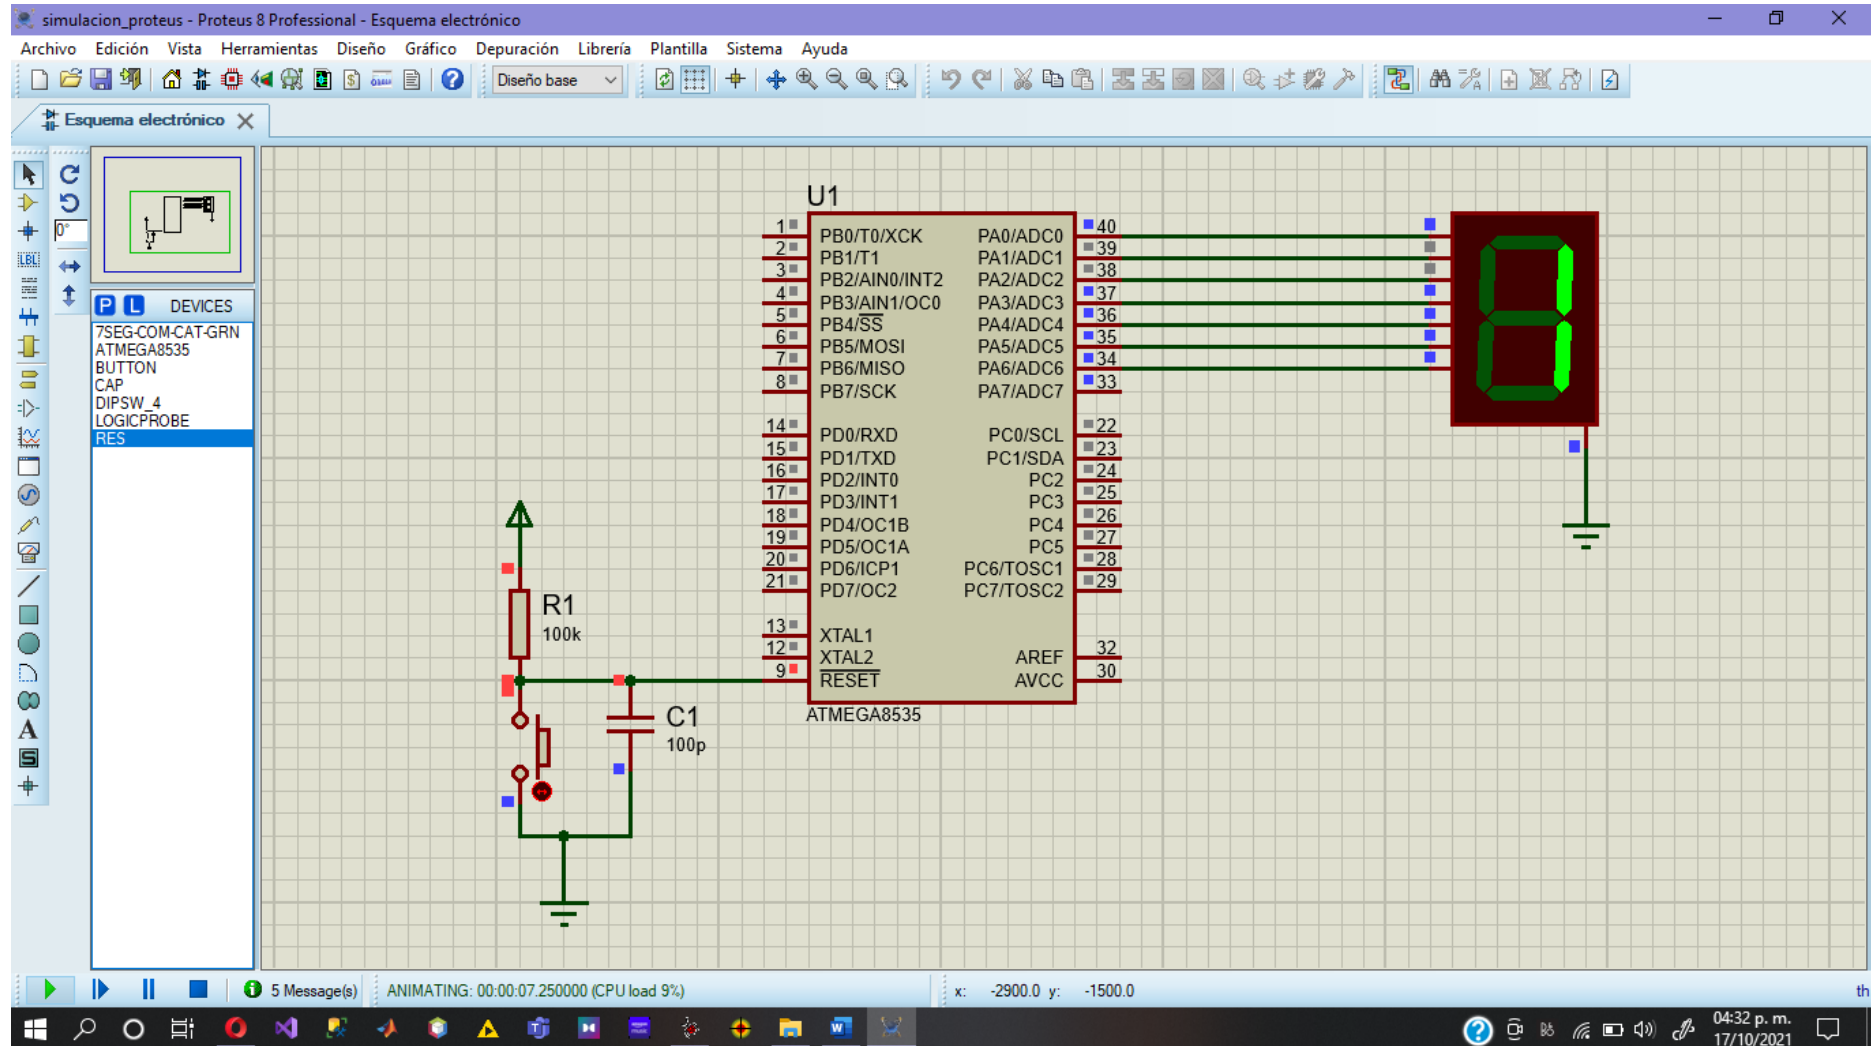 simulacion_proteus - Proteus 8 Professional - Esquema electrónico
Archivo Edición Vista Herramientas Diseño Gráfico Depuración Librería Plantilla Sistema Ayuda
Diseño base
Esquema electrónico
LBL
0°
P L DEVICES
7SEG-COM-CAT-GRN
ATMEGA8535
BUTTON
CAP
DIPSW_4
LOGICPROBE
RES
A
S
U1
1 PB0/T0/XCK PA0/ADC0 40
2 PB1/T1 PA1/ADC1 39
3 PB2/AIN0/INT2 PA2/ADC2 38
4 PB3/AIN1/OC0 PA3/ADC3 37
5 PB4/SS PA4/ADC4 36
6 PB5/MOSI PA5/ADC5 35
7 PB6/MISO PA6/ADC6 34
8 PB7/SCK PA7/ADC7 33
14 PD0/RXD PC0/SCL 22
15 PD1/TXD PC1/SDA 23
16 PD2/INT0 PC2 24
17 PD3/INT1 PC3 25
18 PD4/OC1B PC4 26
19 PD5/OC1A PC5 27
20 PD6/ICP1 PC6/TOSC1 28
21 PD7/OC2 PC7/TOSC2 29
13 XTAL1
12 XTAL2 AREF 32
9 RESET AVCC 30
ATMEGA8535
R1
100k
C1
100p
5 Message(s) ANIMATING: 00:00:07.250000 (CPU load 9%) x: -2900.0 y: -1500.0 th
04:32 p. m.
17/10/2021